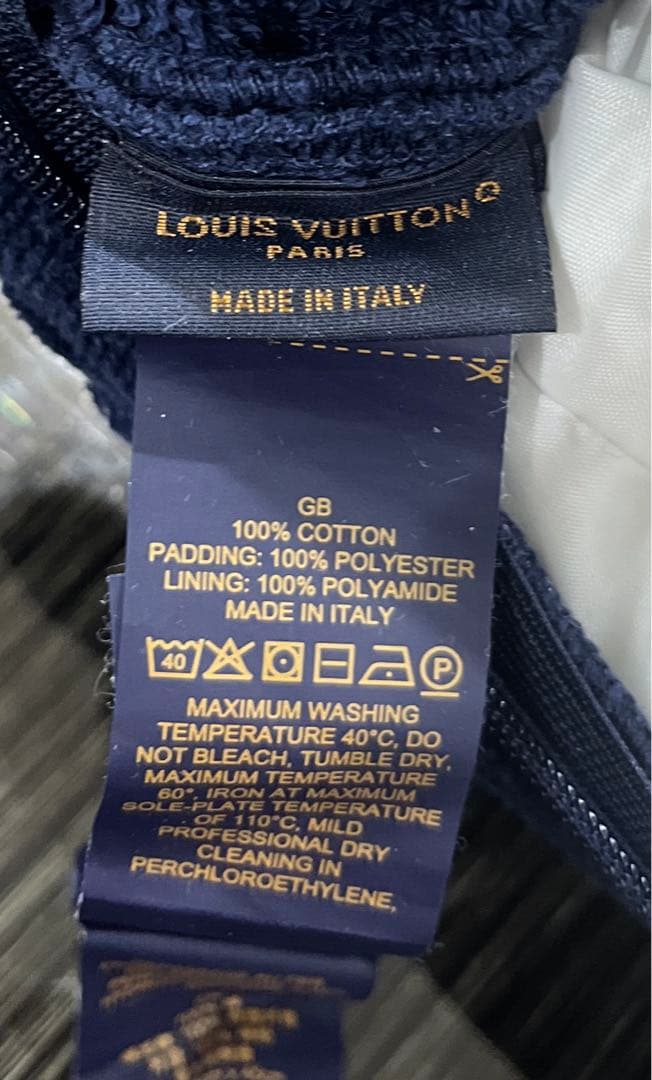 LOUIS VUITTON
PARIS
MADE IN ITALY
GB
100% COTTON
PADDING: 100% POLYESTER
LINING: 100% POLYAMIDE
MADE IN ITALY
40 P
MAXIMUM WASHING
TEMPERATURE 40°C, DO
NOT BLEACH, TUMBLE DRY,
MAXIMUM TEMPERATURE
60°, IRON AT MAXIMUM
SOLE-PLATE TEMPERATURE
OF 110°C, MILD
PROFESSIONAL DRY
CLEANING IN
PERCHLOROETHYLENE,